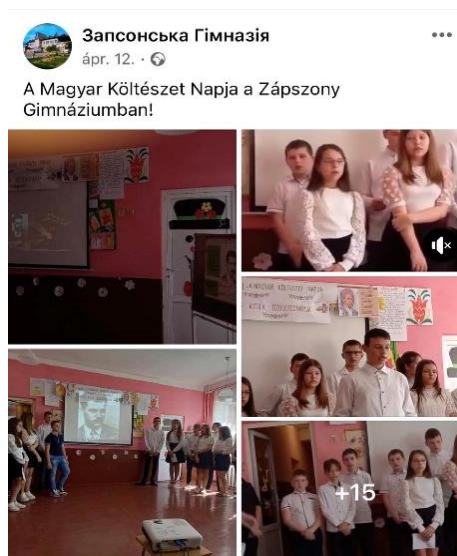 Запсонська Гімназія
ápr. 12. ·
A Magyar Költészet Napja a Zápszony
Gimnáziumban!
+15